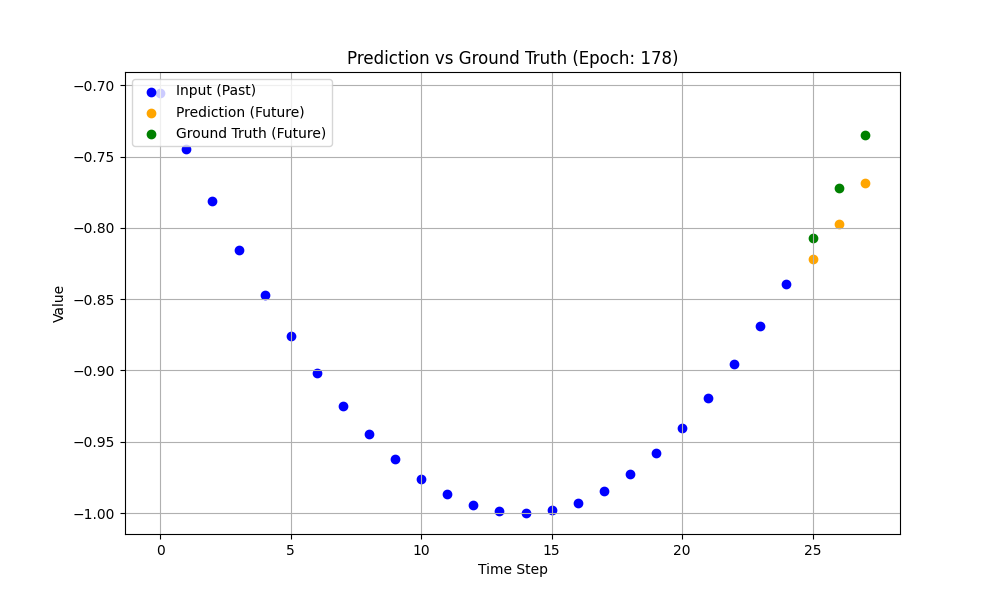 Prediction vs Ground Truth (Epoch: 178)
Input (Past)
Prediction (Future)
Ground Truth (Future)
Value
−0.70
−0.75
−0.80
−0.85
−0.90
−0.95
−1.00
0 5 10 15 20 25
Time Step